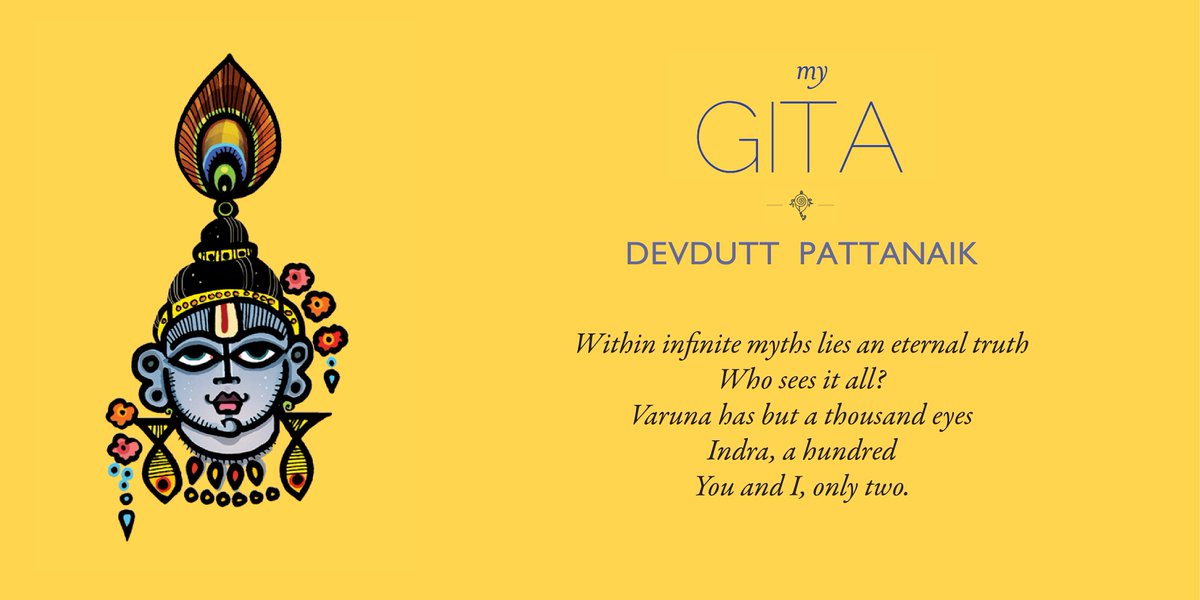 my
GITA
DEVDUTT PATTANAIK
Within infinite myths lies an eternal truth
Who sees it all?
Varuna has but a thousand eyes
Indra, a hundred
You and I, only two.